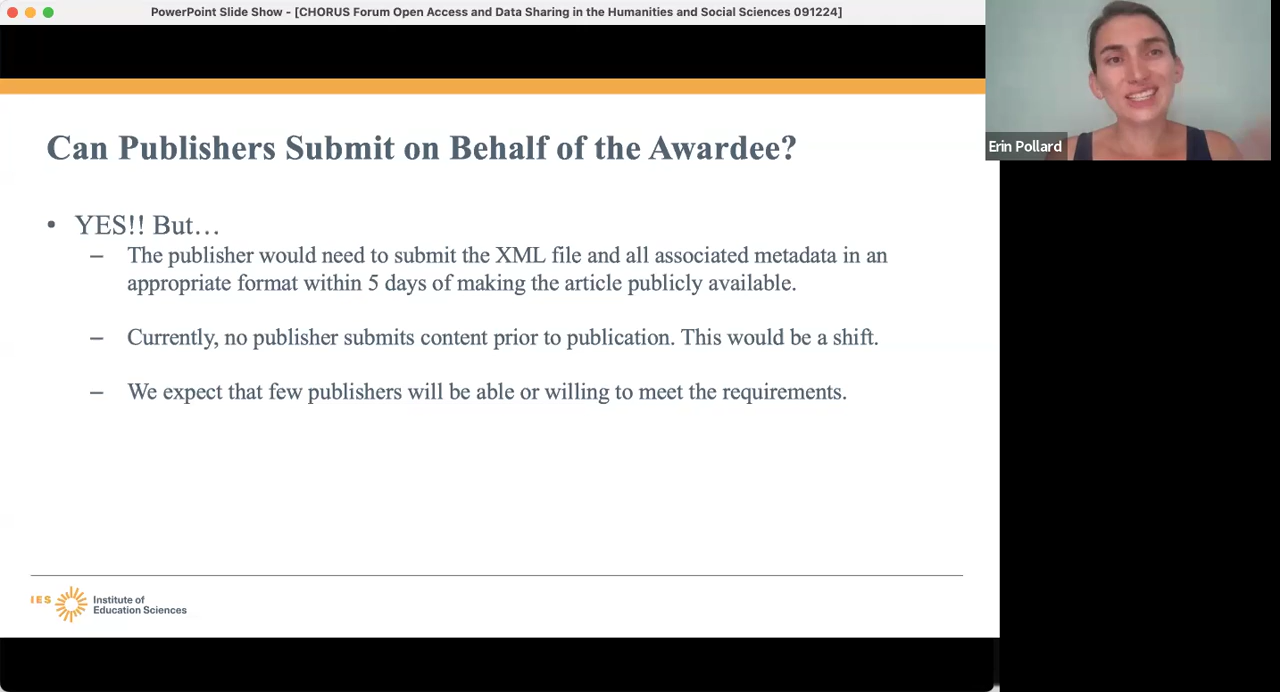 PowerPoint Slide Show - [CHORUS Forum Open Access and Data Sharing in the Humanities and Social Sciences 091224]
Erin Pollard
Can Publishers Submit on Behalf of the Awardee?
• YES!! But…
– The publisher would need to submit the XML file and all associated metadata in an
appropriate format within 5 days of making the article publicly available.
– Currently, no publisher submits content prior to publication. This would be a shift.
– We expect that few publishers will be able or willing to meet the requirements.
IES
Institute of
Education Sciences